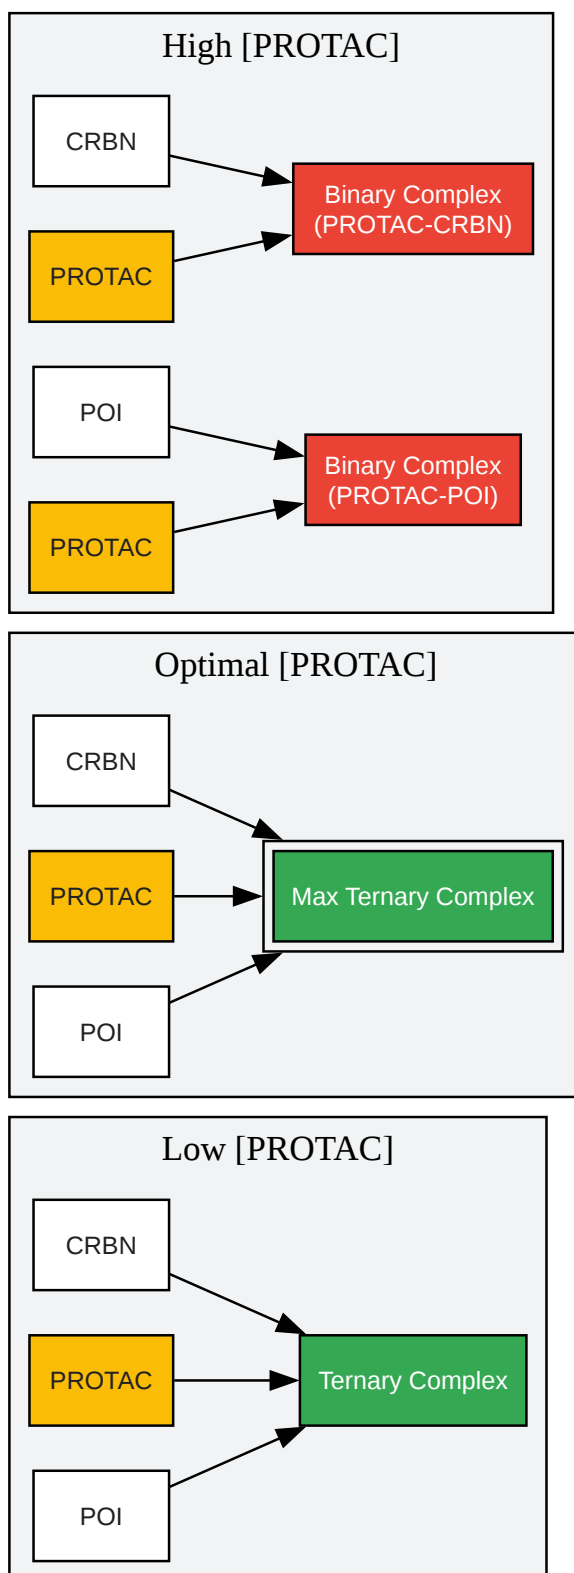 High [PROTAC]
CRBN
Binary Complex
(PROTAC-CRBN)
PROTAC
POI
Binary Complex
(PROTAC-POI)
PROTAC
Optimal [PROTAC]
CRBN
PROTAC
Max Ternary Complex
POI
Low [PROTAC]
CRBN
PROTAC
Ternary Complex
POI